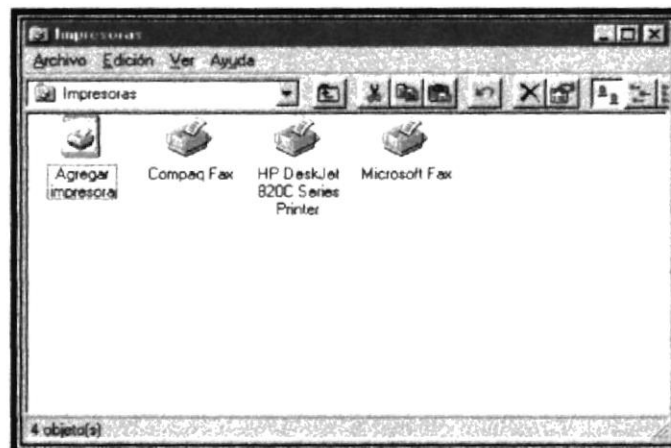 Impresoras
Archivo Edición Ver Ayuda
Impresoras
Agregar impresora
Compaq Fax
HP DeskJet 820C Series Printer
Microsoft Fax
4 objeto(s)